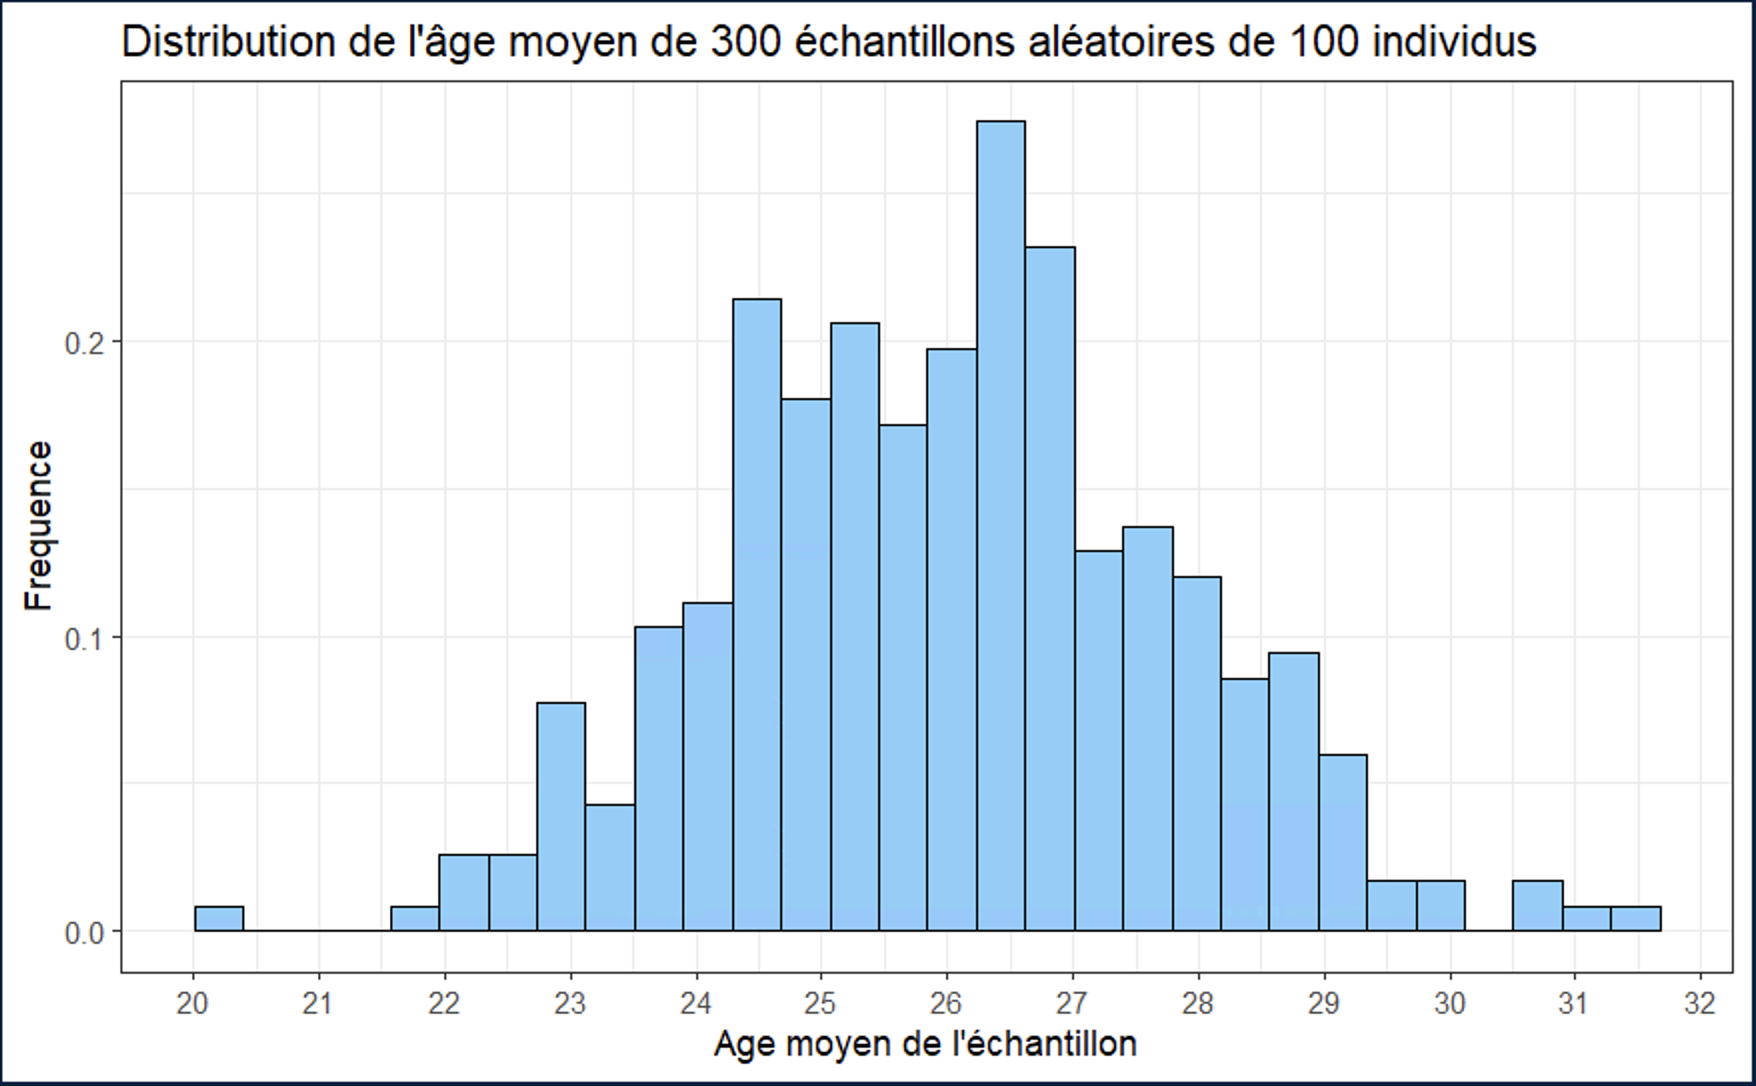 Distribution de l'âge moyen de 300 échantillons aléatoires de 100 individus
Frequence
0.2
0.1
0.0
20 21 22 23 24 25 26 27 28 29 30 31 32
Age moyen de l'échantillon